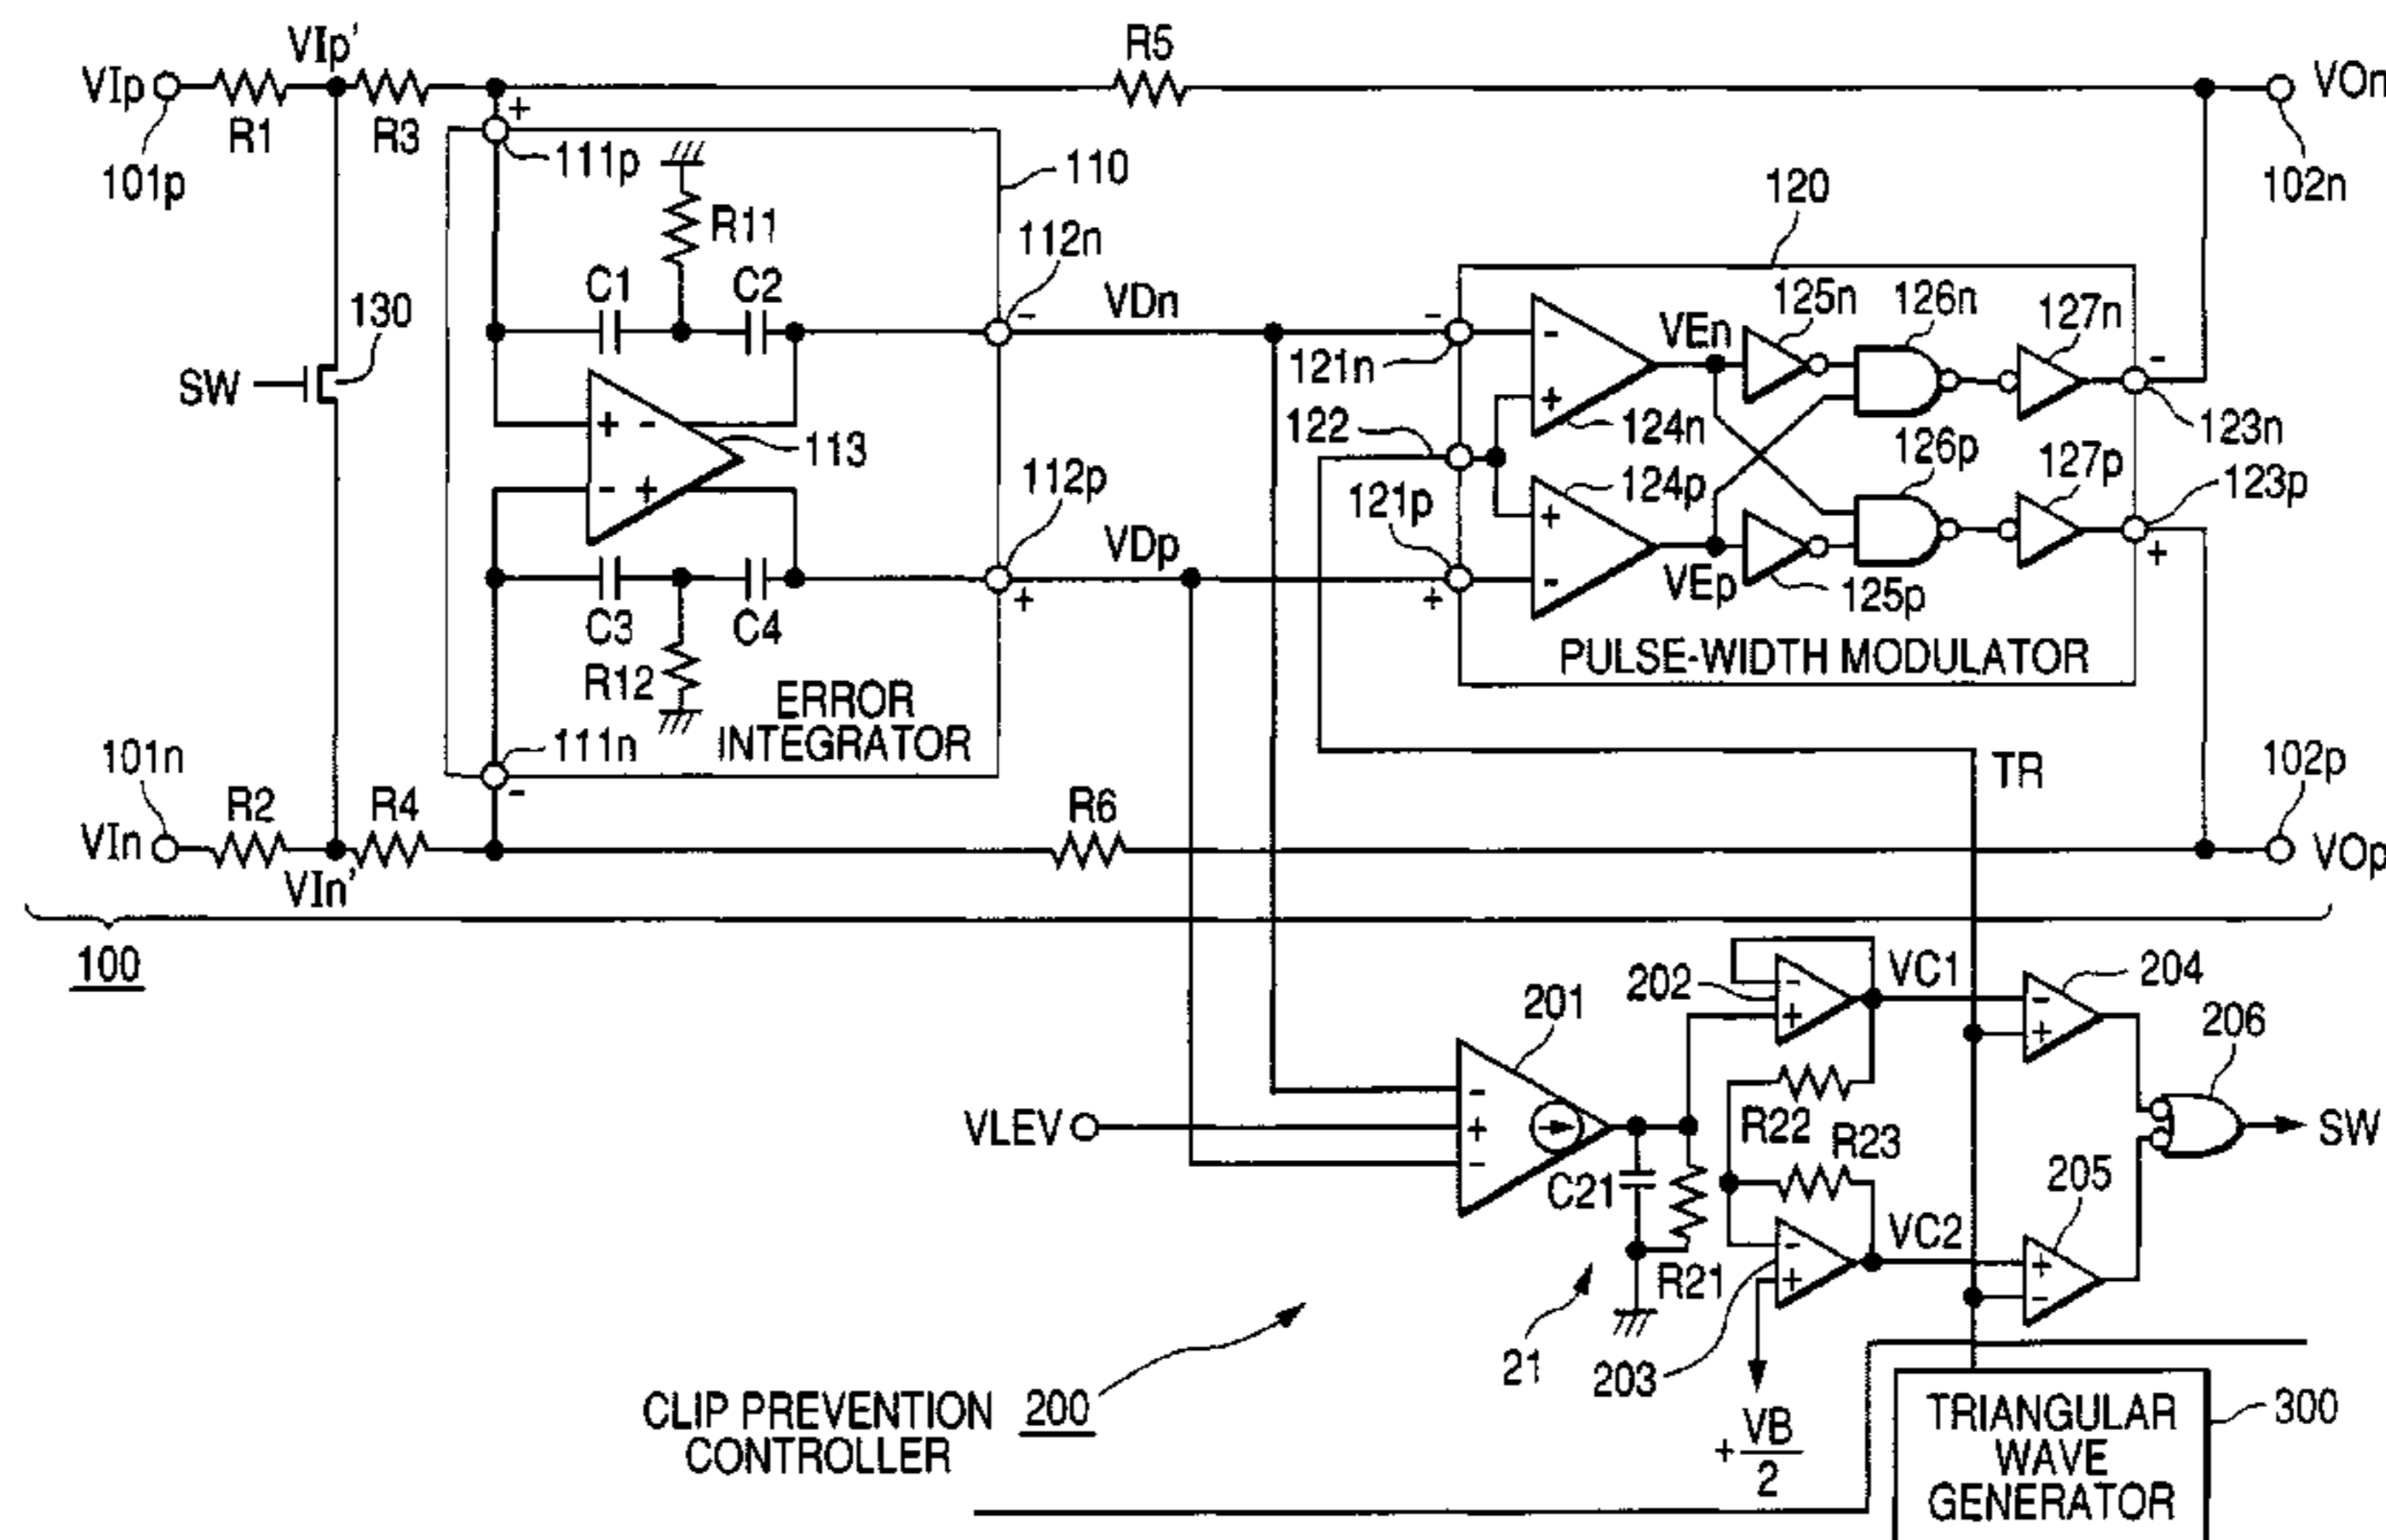 VIp
VIp'
R1
R3
101p
R5
VOn
102n
+
111p
110
R11
C1
C2
112n
-
VDn
130
SW
+ -
- +
113
112p
+
VDp
C3
C4
R12
ERROR
INTEGRATOR
111n
-
101n
VIn
R2
VIn'
R4
R6
120
-
121n
122
121p
+
-
+
124n
+
-
124p
VEn
VEp
125n
126n
127n
-
123n
125p
126p
127p
123p
+
PULSE-WIDTH MODULATOR
TR
102p
VOp
100
VLEV
201
-
+
-
C21
R21
21
202
-
+
VC1
R22
R23
203
-
+
VC2
+ VB
2
204
-
+
205
+
-
206
SW
CLIP PREVENTION 200
CONTROLLER
TRIANGULAR
WAVE
GENERATOR
300